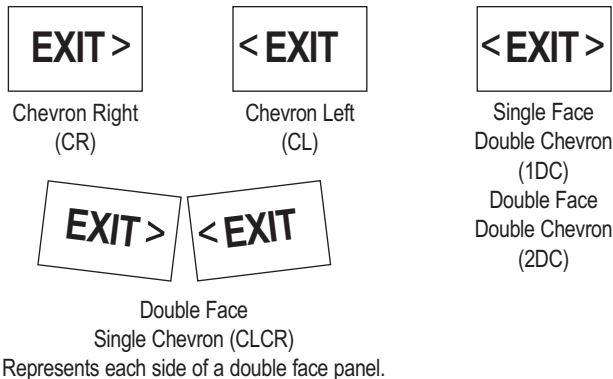 EXIT >
Chevron Right
(CR)
< EXIT
Chevron Left
(CL)
< EXIT >
Single Face
Double Chevron
(1DC)
Double Face
Double Chevron
(2DC)
EXIT >
< EXIT
Double Face
Single Chevron (CLCR)
Represents each side of a double face panel.